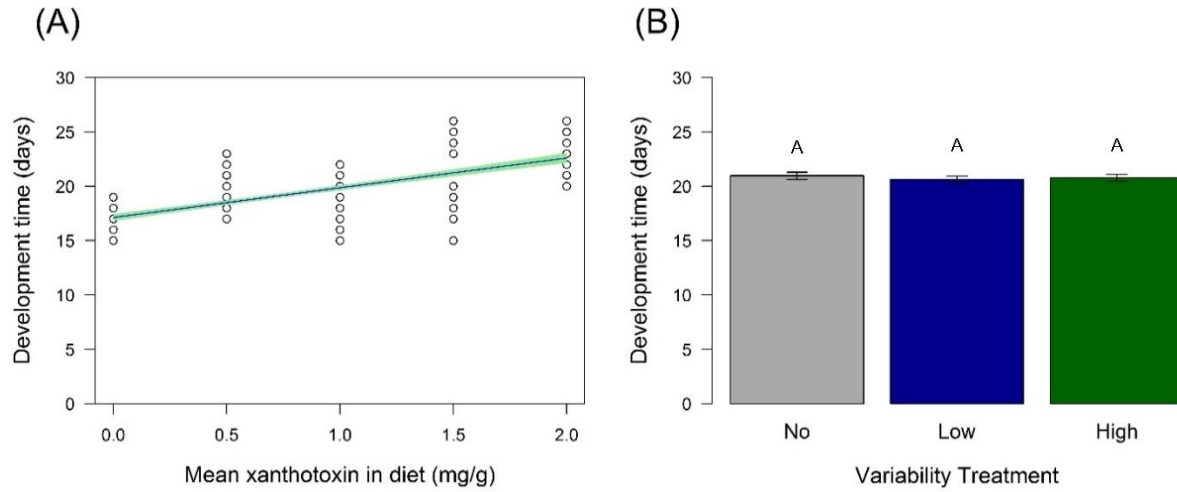 (A)
Development time (days)
30
25
20
15
10
5
0
0.0 0.5 1.0 1.5 2.0
Mean xanthotoxin in diet (mg/g)
(B)
Development time (days)
30
25
20
15
10
5
0
A A A
No Low High
Variability Treatment